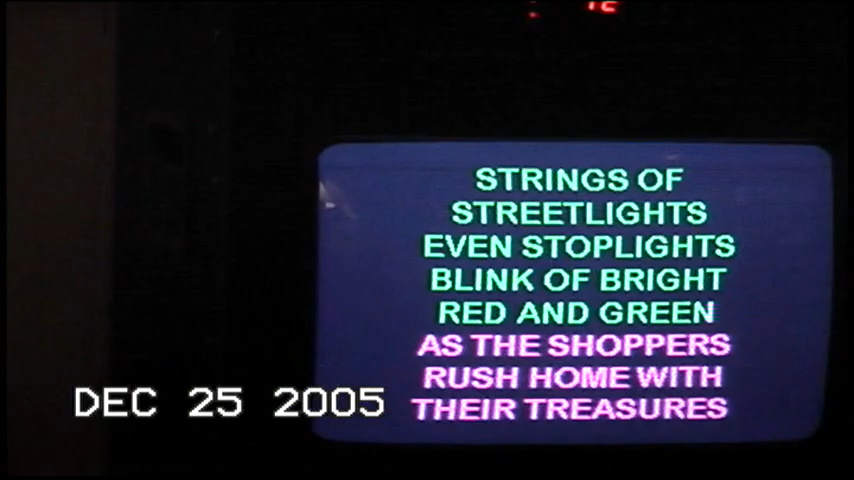 STRINGS OF
STREETLIGHTS
EVEN STOPLIGHTS
BLINK OF BRIGHT
RED AND GREEN
AS THE SHOPPERS
RUSH HOME WITH
THEIR TREASURES
DEC 25 2005